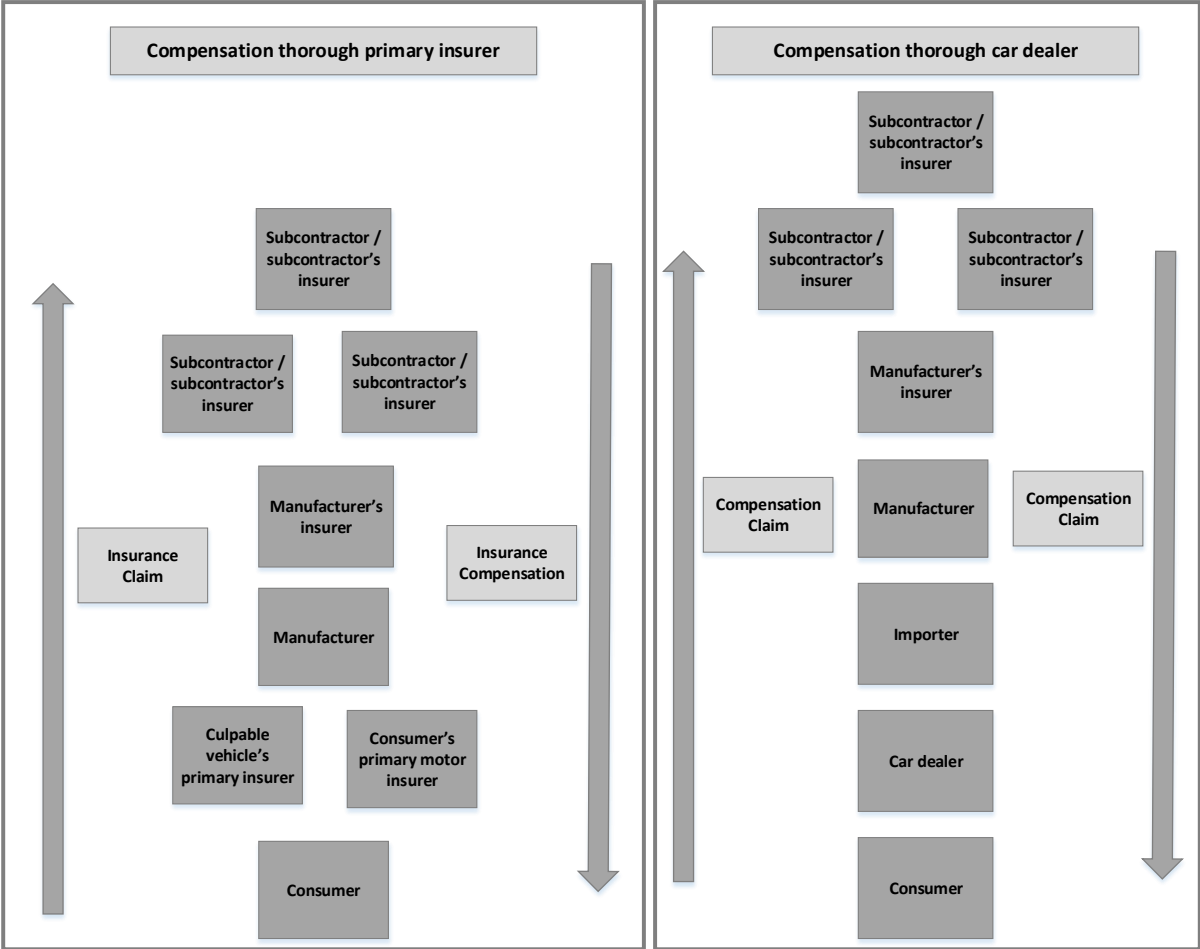 Compensation thorough primary insurer
Subcontractor /
subcontractor's
insurer
Subcontractor /
subcontractor's
insurer
Subcontractor /
subcontractor's
insurer
Manufacturer's
insurer
Insurance
Claim
Insurance
Compensation
Manufacturer
Culpable
vehicle's
primary insurer
Consumer's
primary motor
insurer
Consumer
Compensation thorough car dealer
Subcontractor /
subcontractor's
insurer
Subcontractor /
subcontractor's
insurer
Subcontractor /
subcontractor's
insurer
Manufacturer's
insurer
Compensation
Claim
Manufacturer
Compensation
Claim
Importer
Car dealer
Consumer